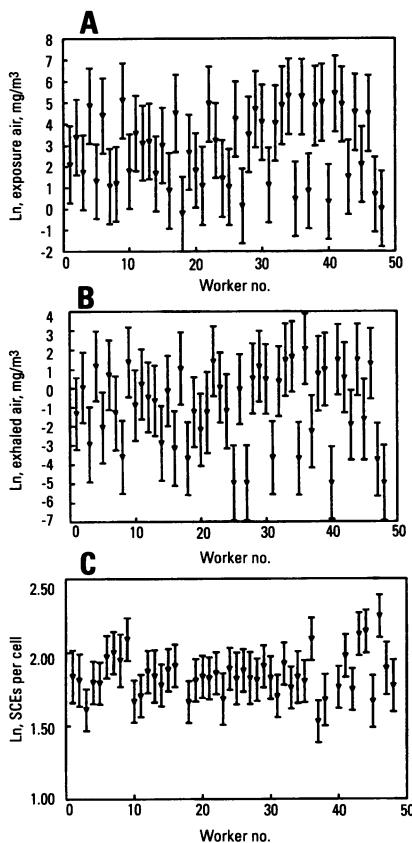 A
Ln, exposure air, mg/m3
8
7
6
5
4
3
2
1
0
-1
-2
0 10 20 30 40 50
Worker no.
B
Ln, exhaled air, mg/m3
4
3
2
1
0
-1
-2
-3
-4
-5
-6
-7
0 10 20 30 40 50
Worker no.
C
Ln, SCEs per cell
2.50
2.00
1.50
1.00
0 10 20 30 40 50
Worker no.